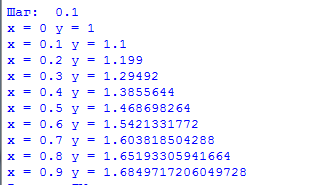 Шаг:  0.1
x = 0 y = 1
x = 0.1 y = 1.1
x = 0.2 y = 1.199
x = 0.3 y = 1.29492
x = 0.4 y = 1.3855644
x = 0.5 y = 1.468698264
x = 0.6 y = 1.5421331772
x = 0.7 y = 1.603818504288
x = 0.8 y = 1.65193305941664
x = 0.9 y = 1.6849717206049728